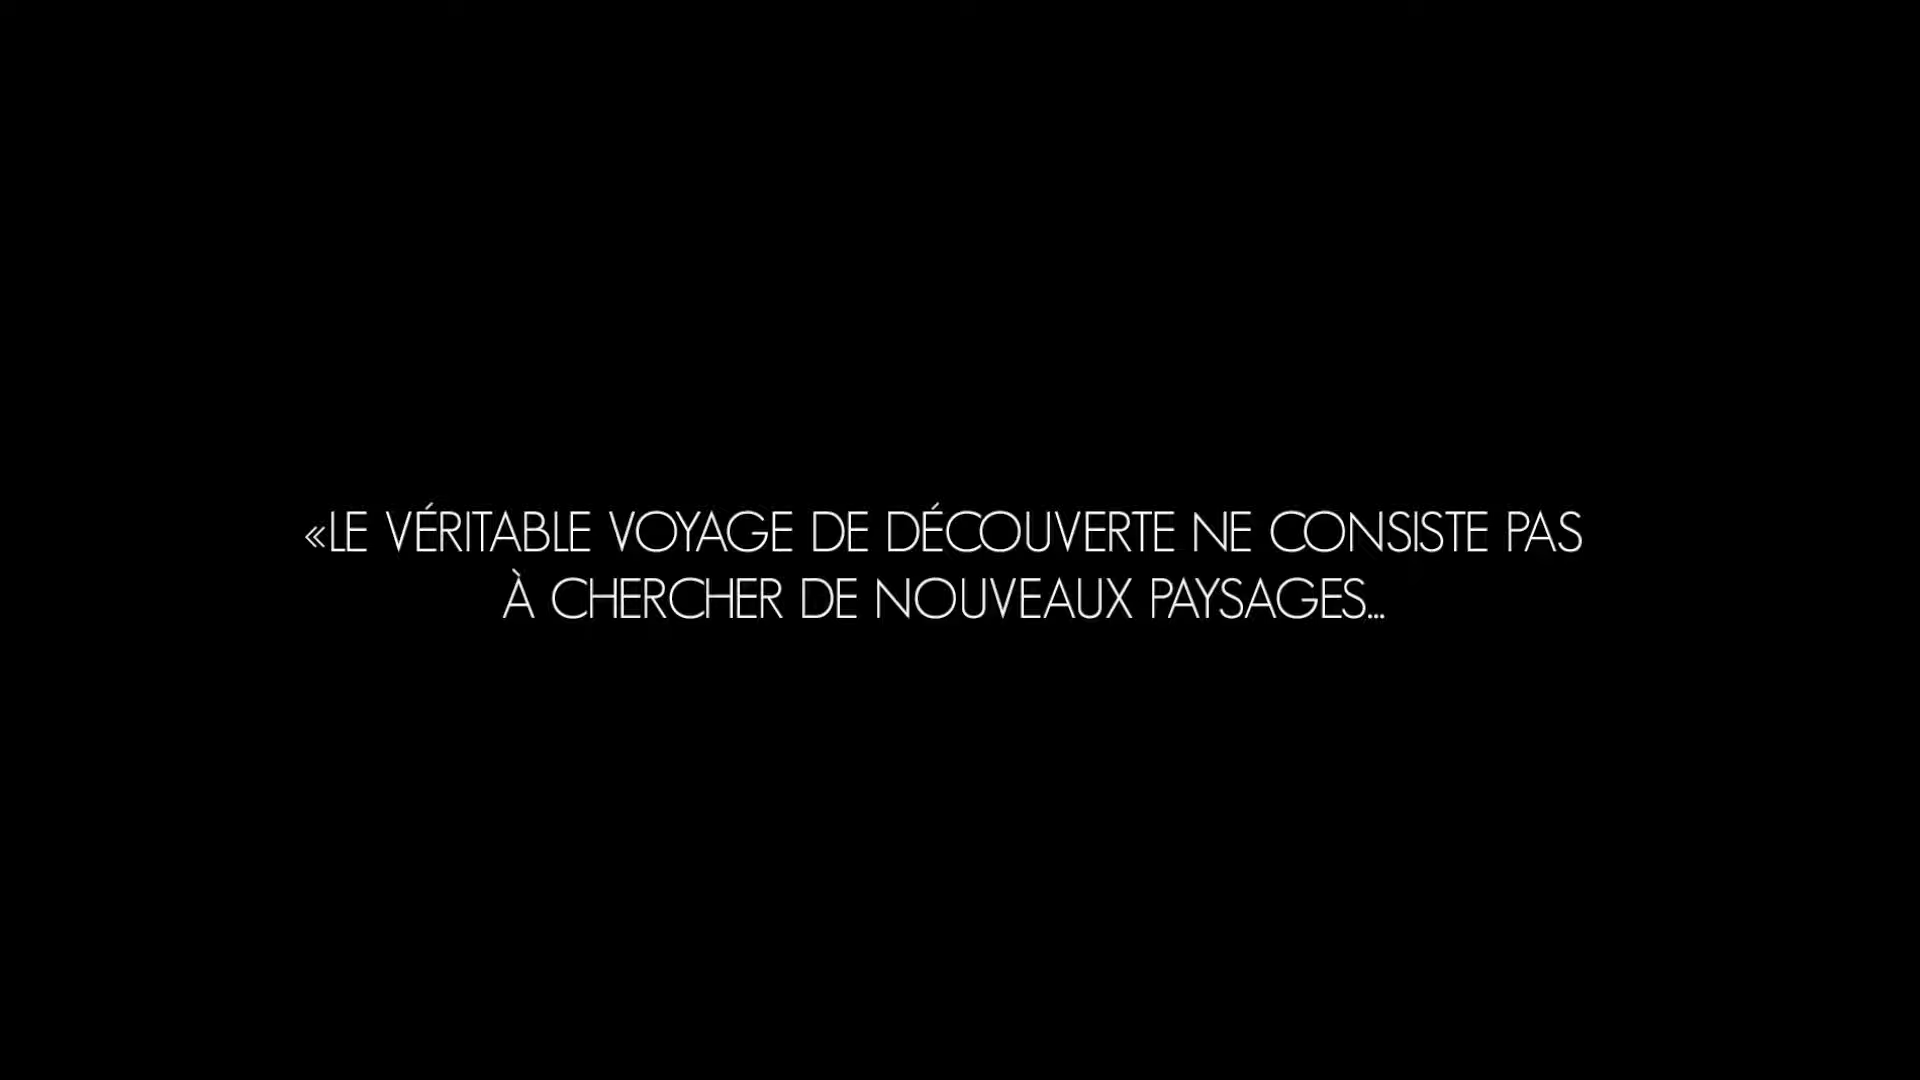 «LE VÉRITABLE VOYAGE DE DÉCOUVERTE NE CONSISTE PAS
À CHERCHER DE NOUVEAUX PAYSAGES...